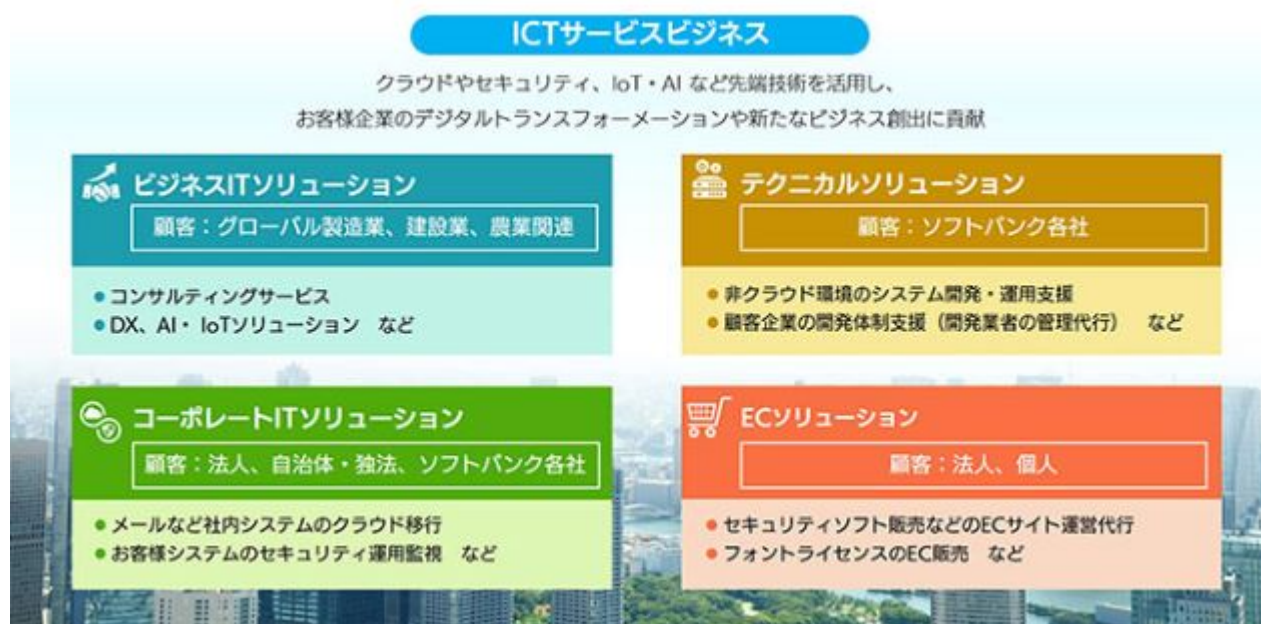 ICTサービスビジネス
クラウドやセキュリティ、IoT・AI など先端技術を活用し、
お客様企業のデジタルトランスフォーメーションや新たなビジネス創出に貢献
ビジネスITソリューション
顧客：グローバル製造業、建設業、農業関連
●コンサルティングサービス
●DX、AI・ IoTソリューション　など
テクニカルソリューション
顧客：ソフトバンク各社
●非クラウド環境のシステム開発・運用支援
●顧客企業の開発体制支援（開発業者の管理代行）　など
コーポレートITソリューション
顧客：法人、自治体・独法、ソフトバンク各社
●メールなど社内システムのクラウド移行
●お客様システムのセキュリティ運用監視　など
ECソリューション
顧客：法人、個人
●セキュリティソフト販売などのECサイト運営代行
●フォントライセンスのEC販売　など